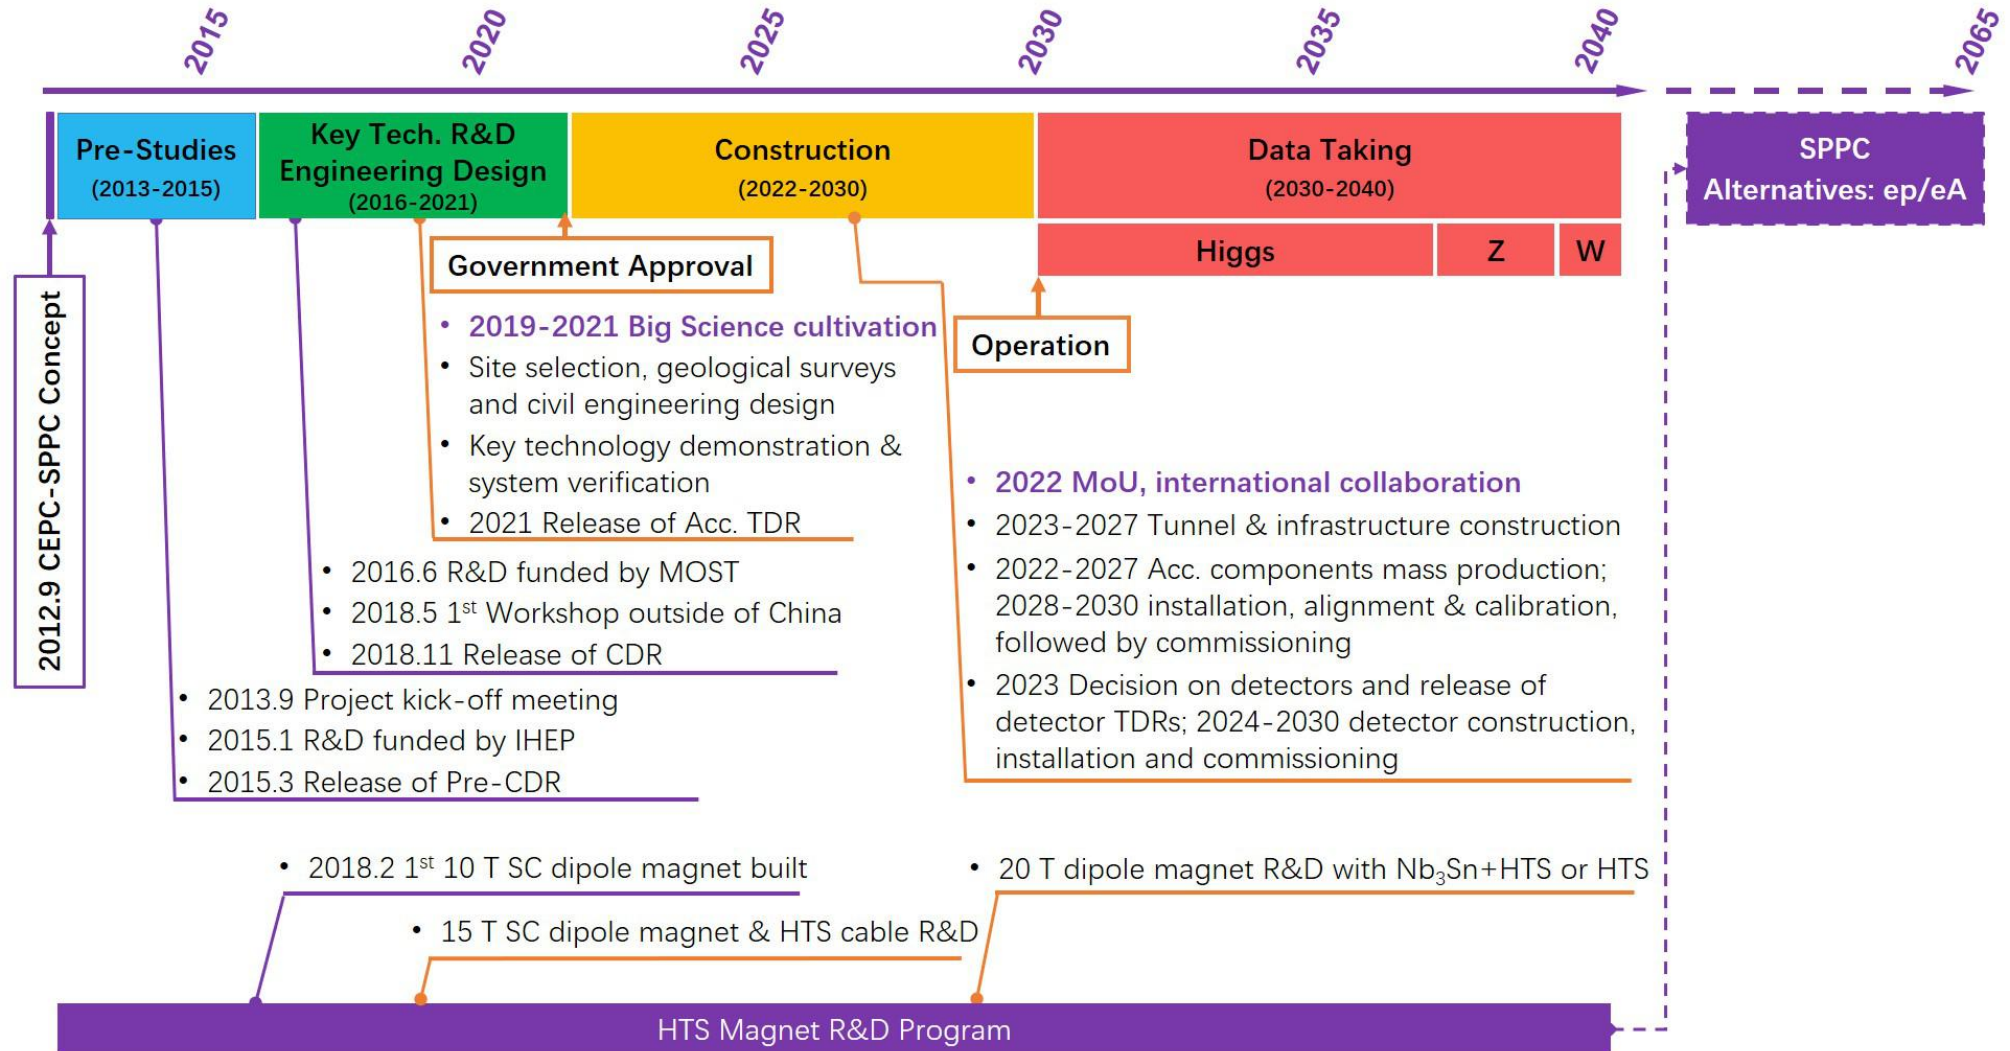 2015
2020
2025
2030
2035
2040
2065
Pre-Studies
(2013-2015)
Key Tech. R&D
Engineering Design
(2016-2021)
Construction
(2022-2030)
Data Taking
(2030-2040)
SPPC
Alternatives: ep/eA
Higgs
Z
W
Government Approval
Operation
2012.9 CEPC-SPPC Concept
• 2019-2021 Big Science cultivation
• Site selection, geological surveys
and civil engineering design
• Key technology demonstration &
system verification
• 2021 Release of Acc. TDR
• 2016.6 R&D funded by MOST
• 2018.5 1st Workshop outside of China
• 2018.11 Release of CDR
• 2013.9 Project kick-off meeting
• 2015.1 R&D funded by IHEP
• 2015.3 Release of Pre-CDR
• 2022 MoU, international collaboration
• 2023-2027 Tunnel & infrastructure construction
• 2022-2027 Acc. components mass production;
2028-2030 installation, alignment & calibration,
followed by commissioning
• 2023 Decision on detectors and release of
detector TDRs; 2024-2030 detector construction,
installation and commissioning
• 2018.2 1st 10 T SC dipole magnet built
• 15 T SC dipole magnet & HTS cable R&D
• 20 T dipole magnet R&D with Nb₃Sn+HTS or HTS
HTS Magnet R&D Program